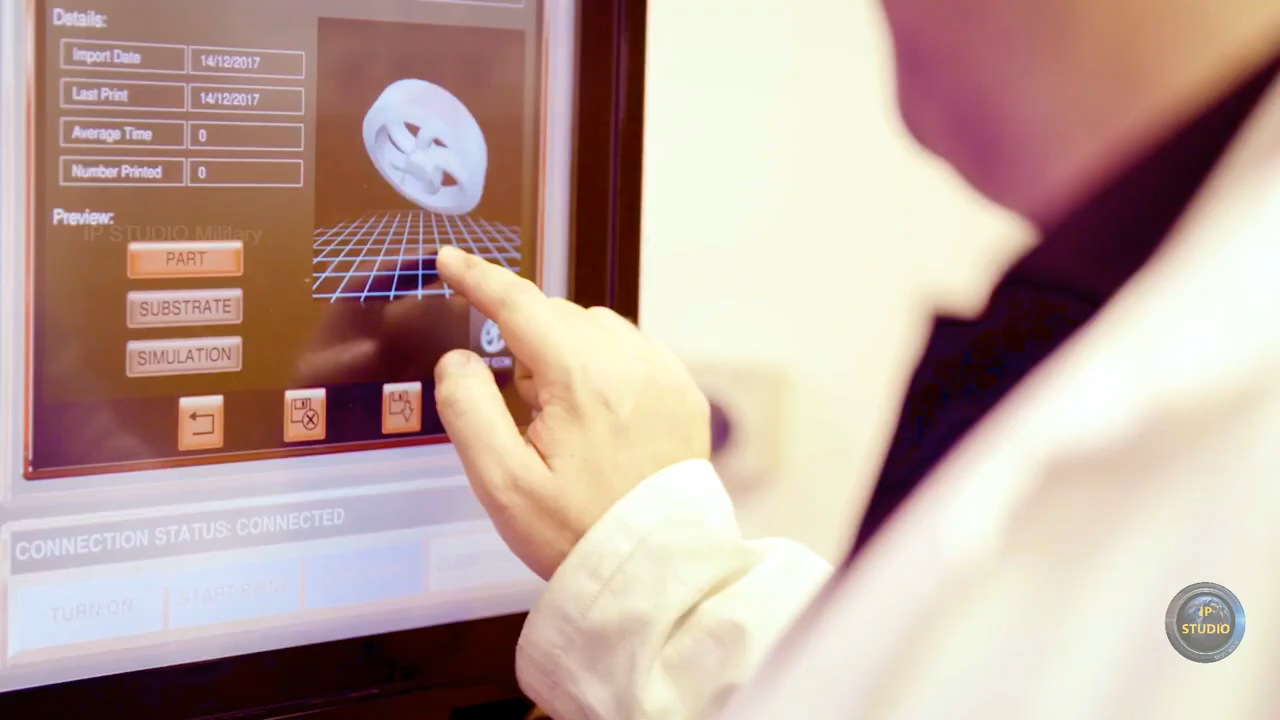 Details:
Import Date 14/12/2017
Last Print 14/12/2017
Average Time 0
Number Printed 0
Preview:
IP STUDIO Military
PART
SUBSTRATE
SIMULATION
CONNECTION STATUS: CONNECTED
TURN ON
START PRINT
IP
STUDIO